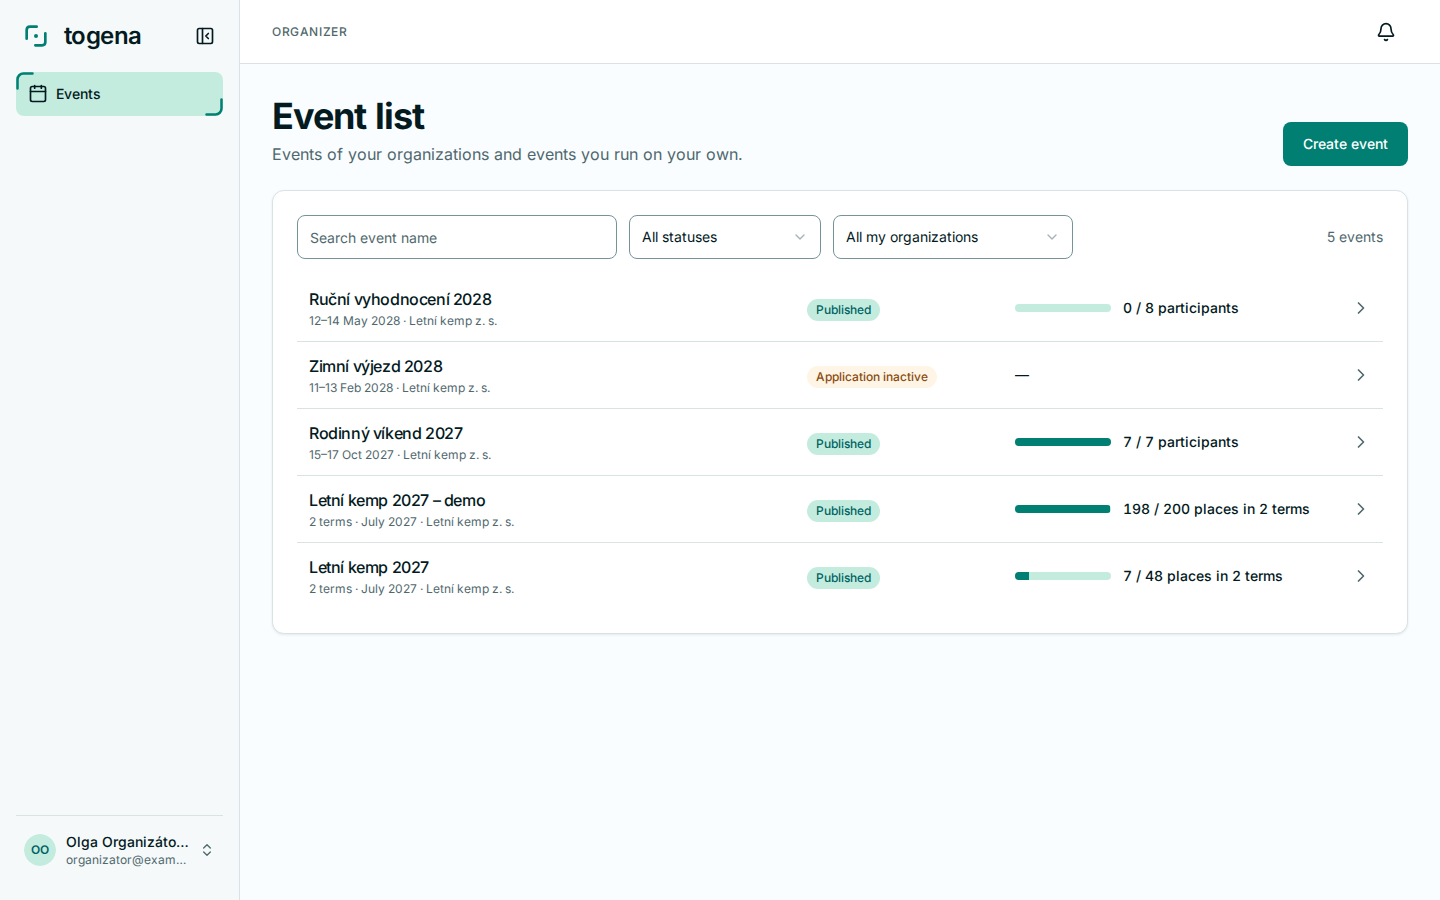 togena
ORGANIZER
Events
Event list
Events of your organizations and events you run on your own.
Create event
Search event name
All statuses
All my organizations
5 events
Ruční vyhodnocení 2028
12–14 May 2028 · Letní kemp z. s.
Published
0 / 8 participants
Zimní výjezd 2028
11–13 Feb 2028 · Letní kemp z. s.
Application inactive
—
Rodinný víkend 2027
15–17 Oct 2027 · Letní kemp z. s.
Published
7 / 7 participants
Letní kemp 2027 – demo
2 terms · July 2027 · Letní kemp z. s.
Published
198 / 200 places in 2 terms
Letní kemp 2027
2 terms · July 2027 · Letní kemp z. s.
Published
7 / 48 places in 2 terms
OO
Olga Organizáto...
organizator@exam...